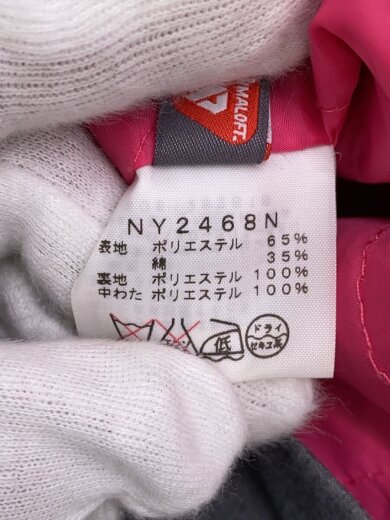 MALOFT.
NY2468N
表地 ポリエステル 65%
綿 35%
裏地 ポリエステル 100%
中わた ポリエステル 100%
低
ドライ
セキユ系